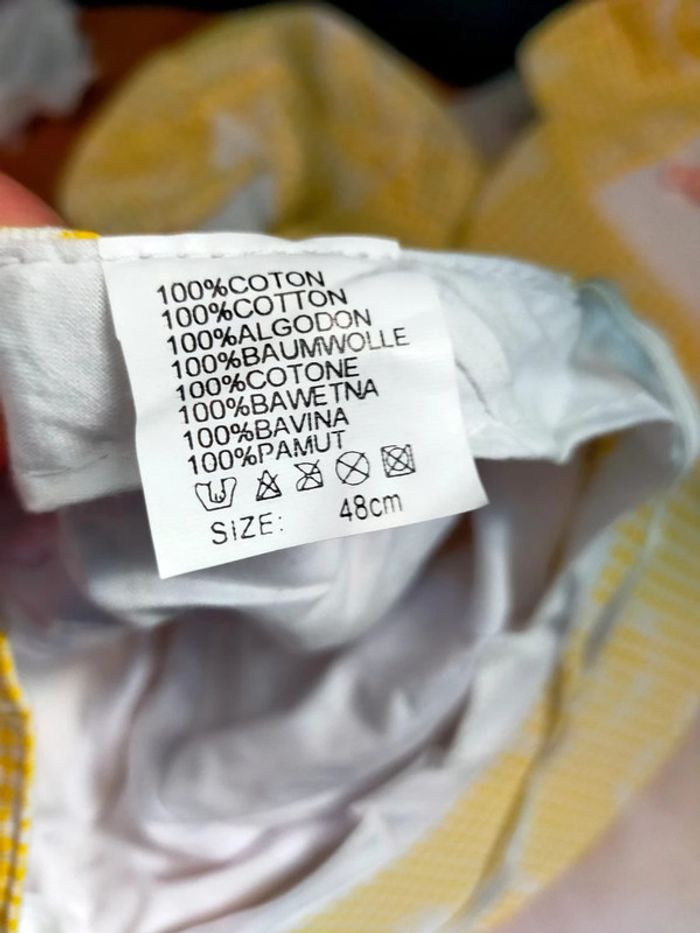 100%COTON
100%COTTON
100%ALGODON
100%BAUMWOLLE
100%COTONE
100%BAWETNA
100%BAVINA
100%PAMUT
SIZE: 48cm